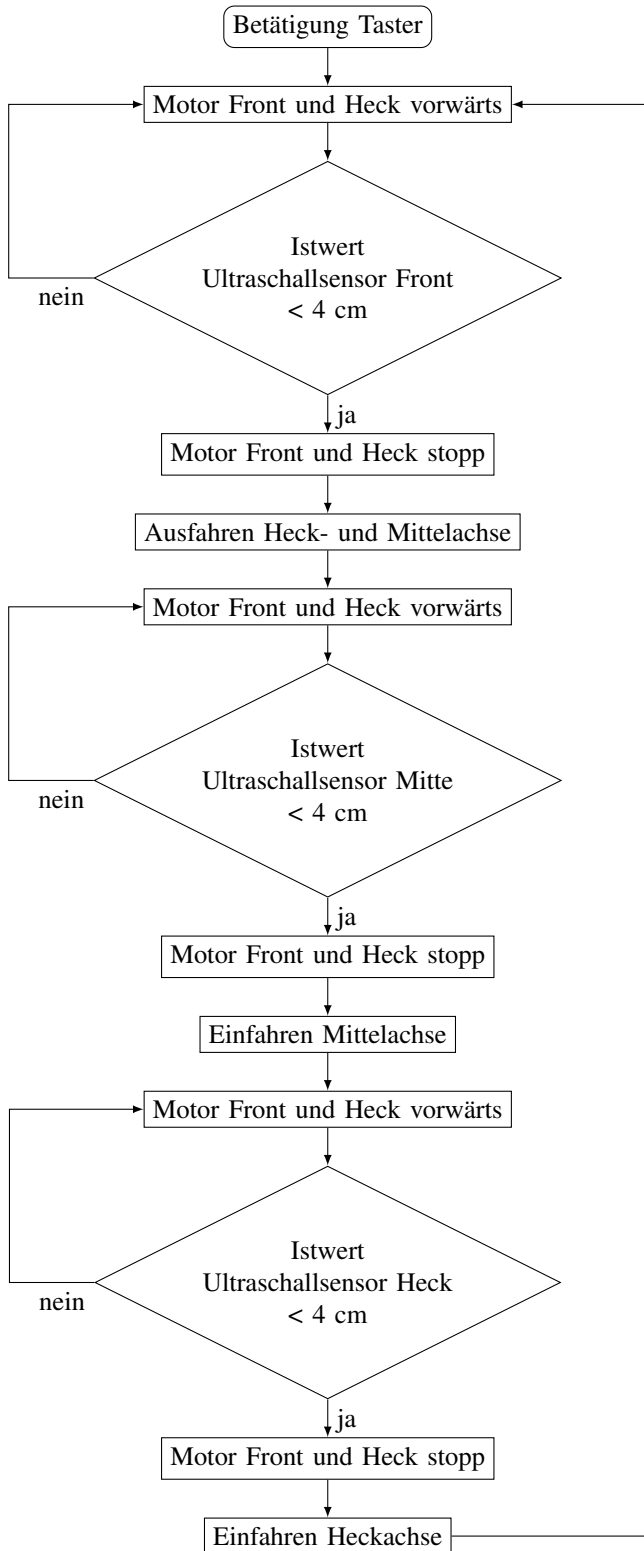 Betätigung Taster
Motor Front und Heck vorwärts
Istwert
Ultraschallsensor Front
< 4 cm
nein
ja
Motor Front und Heck stopp
Ausfahren Heck- und Mittelachse
Motor Front und Heck vorwärts
Istwert
Ultraschallsensor Mitte
< 4 cm
nein
ja
Motor Front und Heck stopp
Einfahren Mittelachse
Motor Front und Heck vorwärts
Istwert
Ultraschallsensor Heck
< 4 cm
nein
ja
Motor Front und Heck stopp
Einfahren Heckachse